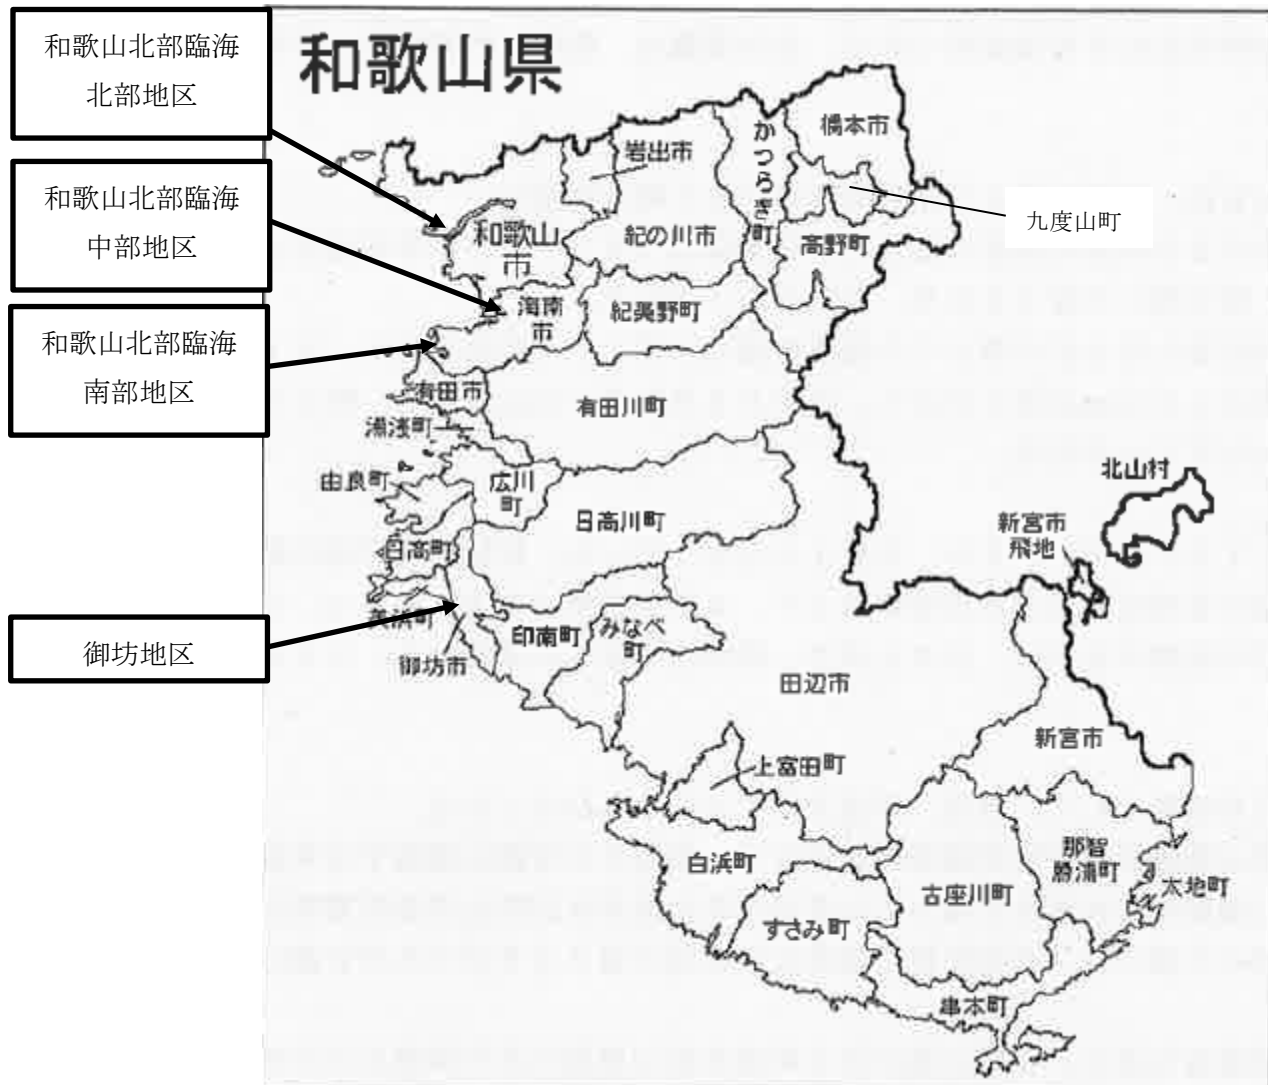 和歌山県
和歌山北部臨海
北部地区
和歌山北部臨海
中部地区
和歌山北部臨海
南部地区
御坊地区
橋本市
かつらぎ町
岩出市
九度山町
和歌山
市
紀の川市
高野町
海南
市
紀美野町
有田市
有田川町
湯浅町
由良町
広川
町
日高川町
北山村
新宮市
飛地
日高町
美浜町
御坊市
印南町
みなべ
町
田辺市
新宮市
上富田町
白浜町
那智
勝浦町
太地町
古座川町
すさみ町
串本町